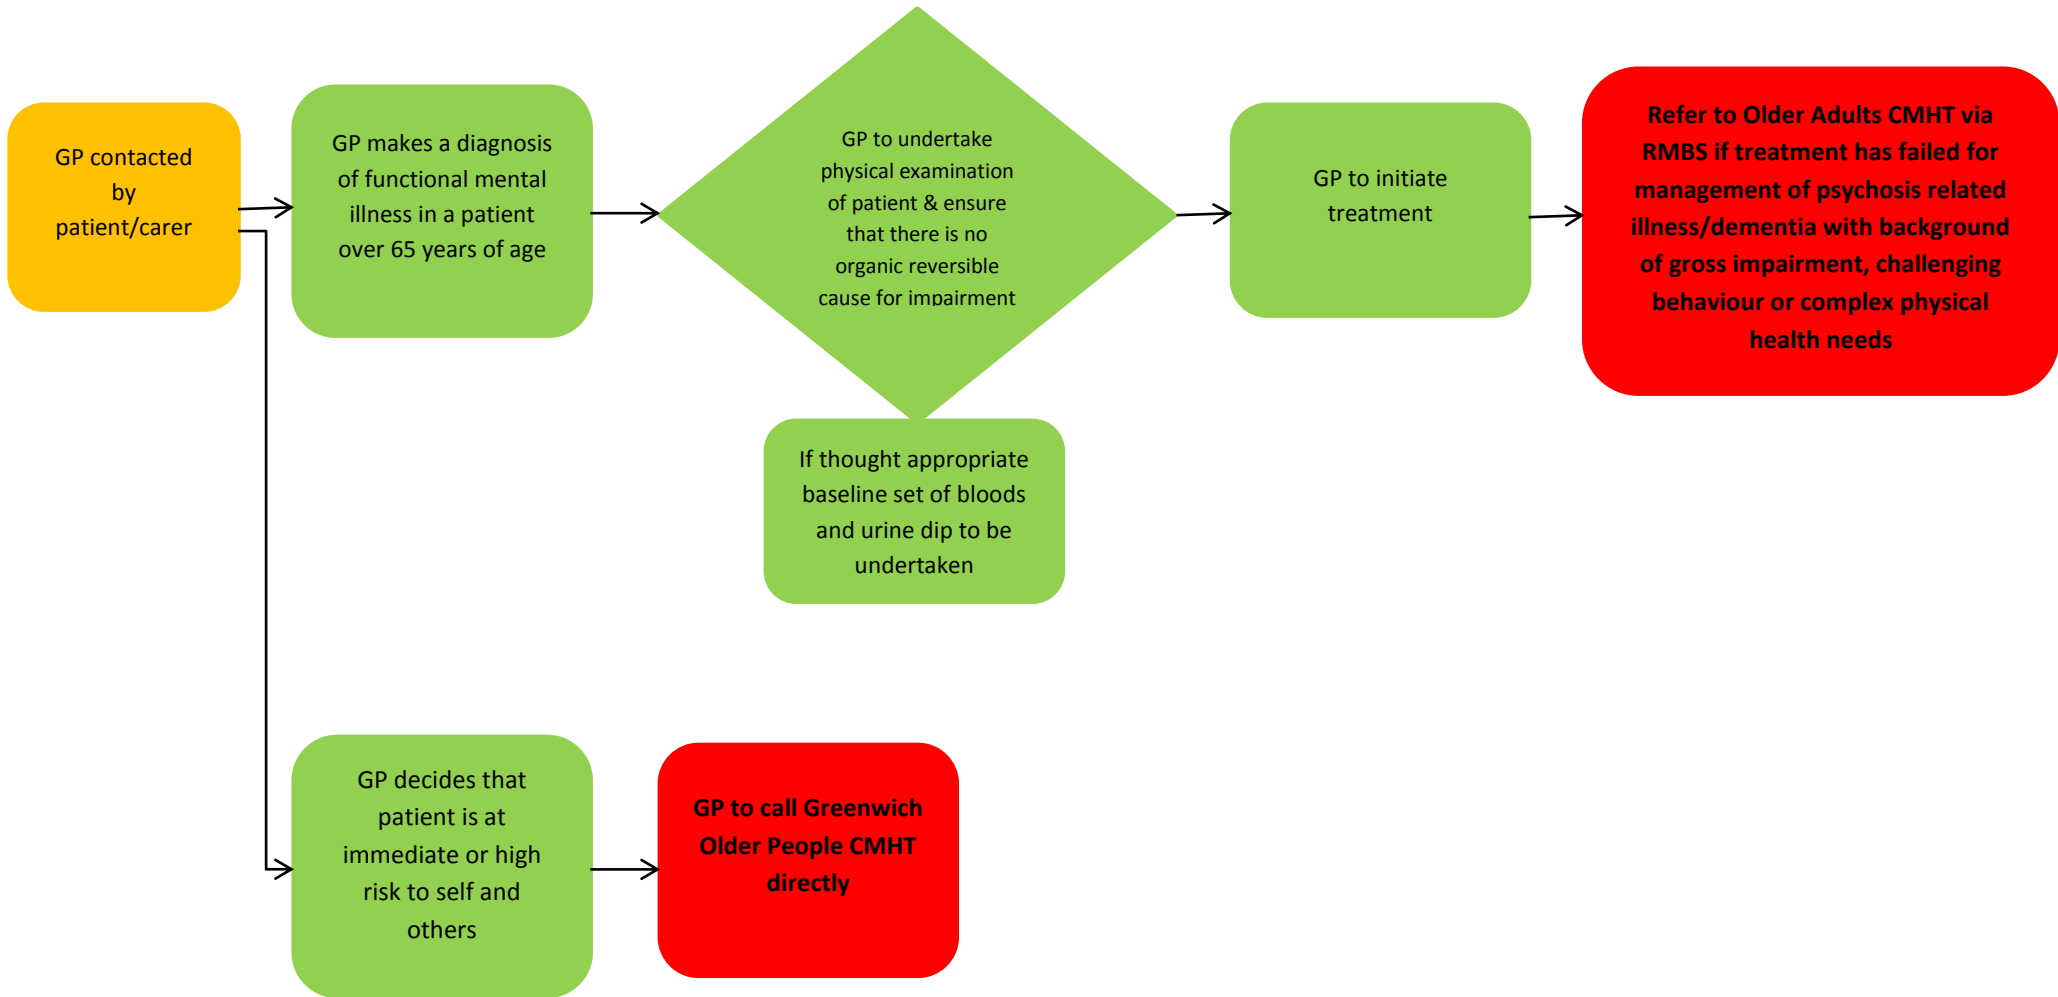 GP contacted
by
patient/carer
GP makes a diagnosis
of functional mental
illness in a patient
over 65 years of age
GP to undertake
physical examination
of patient & ensure
that there is no
organic reversible
cause for impairment
If thought appropriate
baseline set of bloods
and urine dip to be
undertaken
GP to initiate
treatment
Refer to Older Adults CMHT via
RMBS if treatment has failed for
management of psychosis related
illness/dementia with background
of gross impairment, challenging
behaviour or complex physical
health needs
GP decides that
patient is at
immediate or high
risk to self and
others
GP to call Greenwich
Older People CMHT
directly